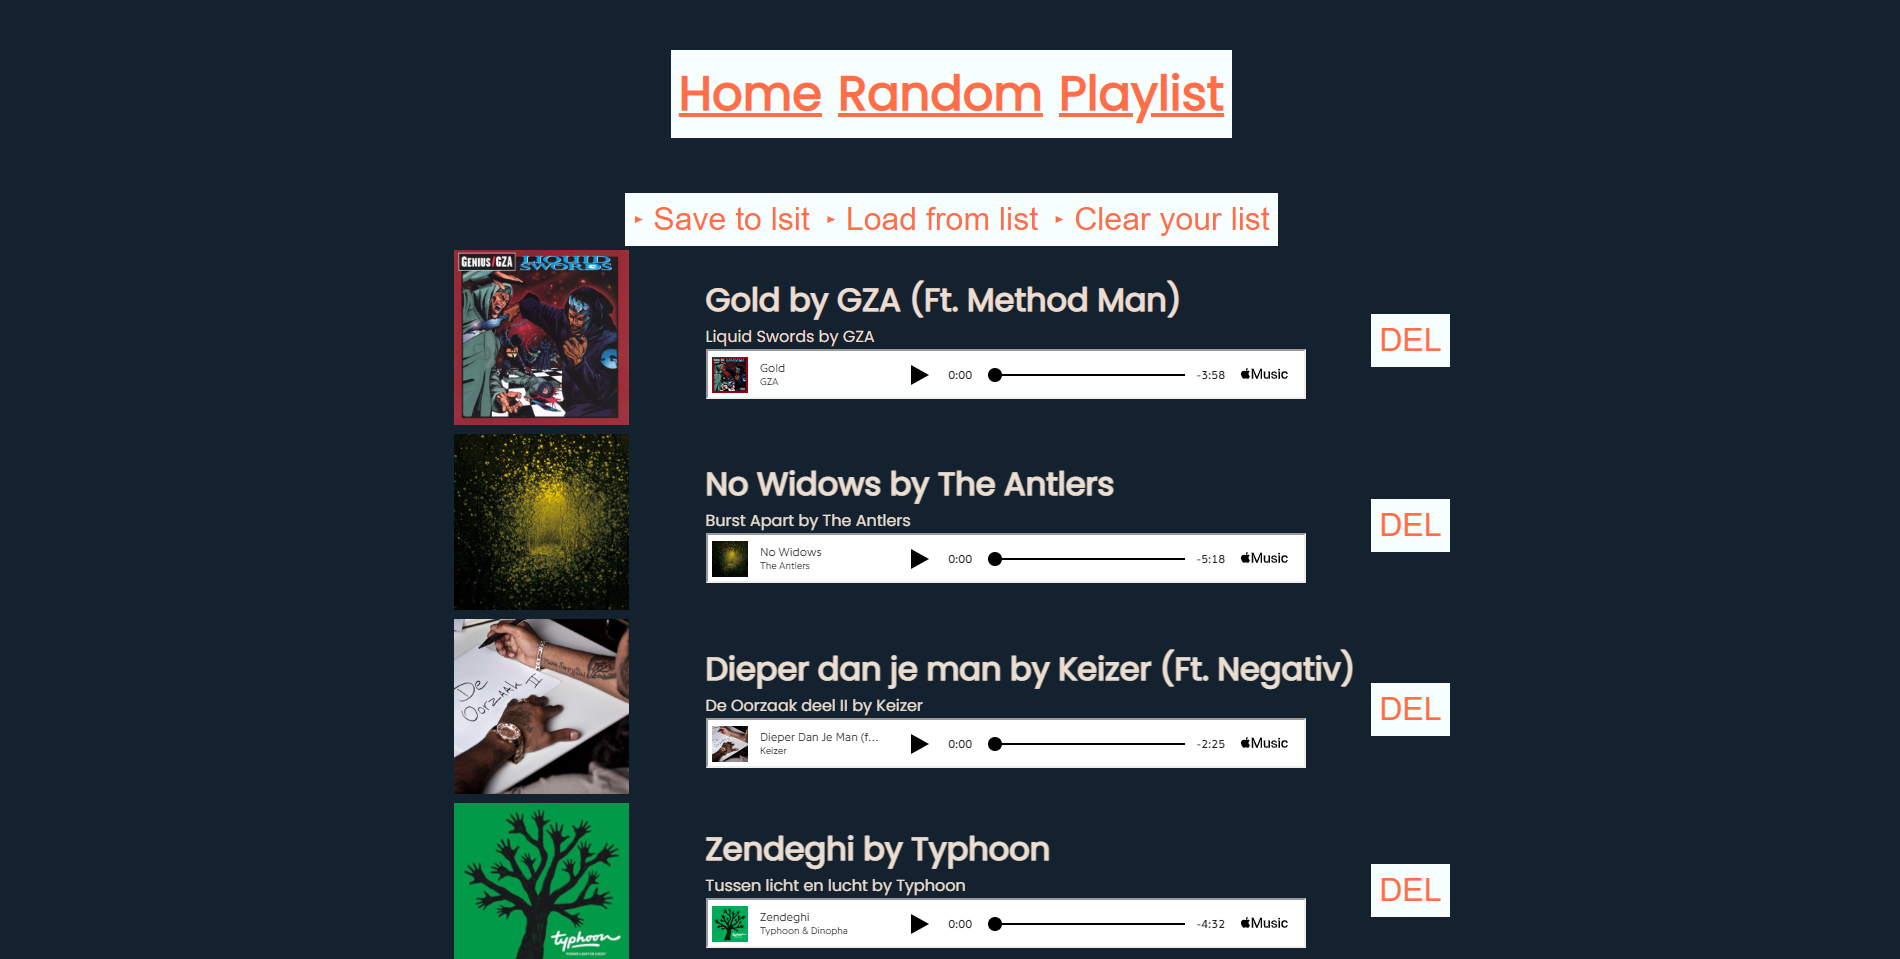 Home Random Playlist
‣ Save to lsit ‣ Load from list ‣ Clear your list
GENIUS/GZA LIQUID SWORDS
Gold by GZA (Ft. Method Man)
Liquid Swords by GZA
Gold
GZA
0:00 -3:58 Music
DEL
No Widows by The Antlers
Burst Apart by The Antlers
No Widows
The Antlers
0:00 -5:18 Music
DEL
De
Oorzaak II
Dieper dan je man by Keizer (Ft. Negativ)
De Oorzaak deel II by Keizer
Dieper Dan Je Man (f...
Keizer
0:00 -2:25 Music
DEL
typhoon
Zendeghi by Typhoon
Tussen licht en lucht by Typhoon
Zendeghi
Typhoon & Dinopha
0:00 -4:32 Music
DEL